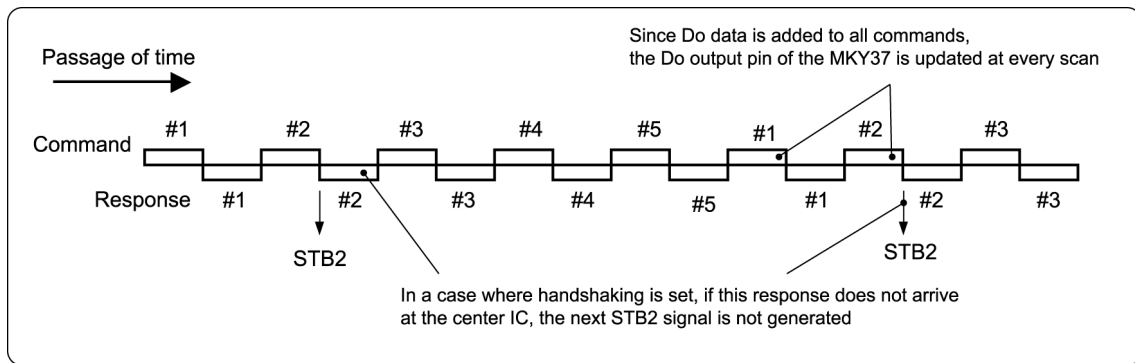 Since Do data is added to all commands,
the Do output pin of the MKY37 is updated at every scan
Passage of time
Command
#1 #2 #3 #4 #5 #1 #2 #3
Response
#1 #2 #3 #4 #5 #1 #2 #3
STB2 STB2
In a case where handshaking is set, if this response does not arrive
at the center IC, the next STB2 signal is not generated